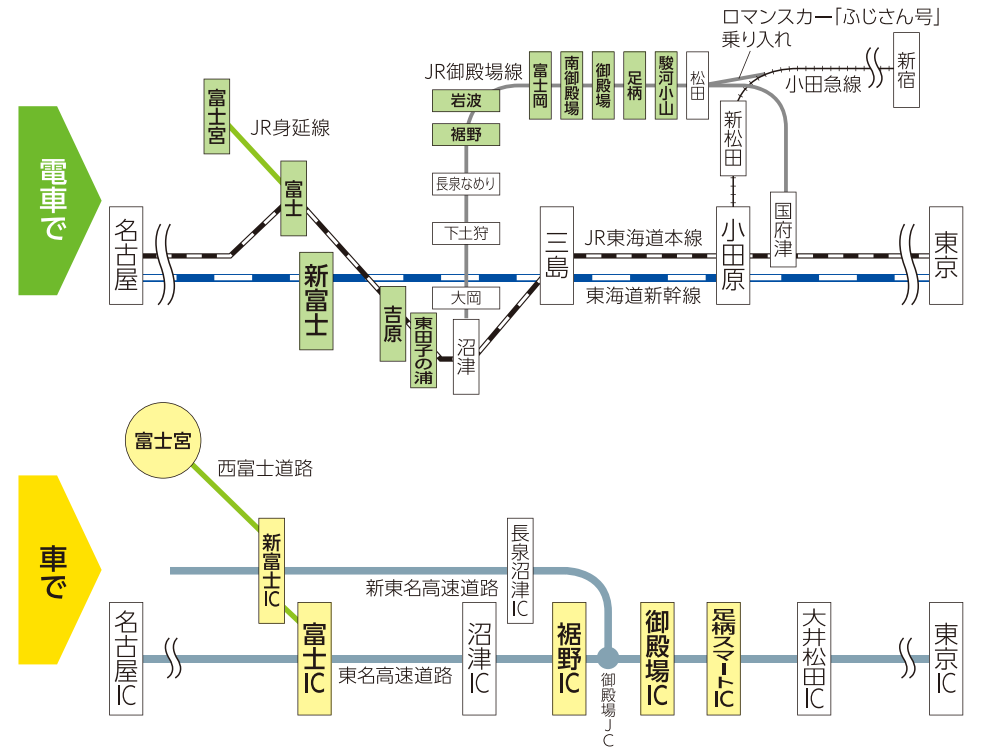 電車で
ロマンスカー「ふじさん号」
乗り入れ
小田急線
新宿
JR御殿場線
富士岡
南御殿場
御殿場
足柄
駿河小山
松田
岩波
裾野
長泉なめり
下土狩
大岡
沼津
新松田
国府津
富士宮
JR身延線
富士
名古屋
新富士
吉原
東田子の浦
三島
JR東海道本線
東海道新幹線
小田原
東京
車で
富士宮
西富士道路
新富士IC
長泉沼津IC
新東名高速道路
名古屋IC
富士IC
東名高速道路
沼津IC
裾野IC
御殿場JC
御殿場IC
足柄スマートIC
大井松田IC
東京IC